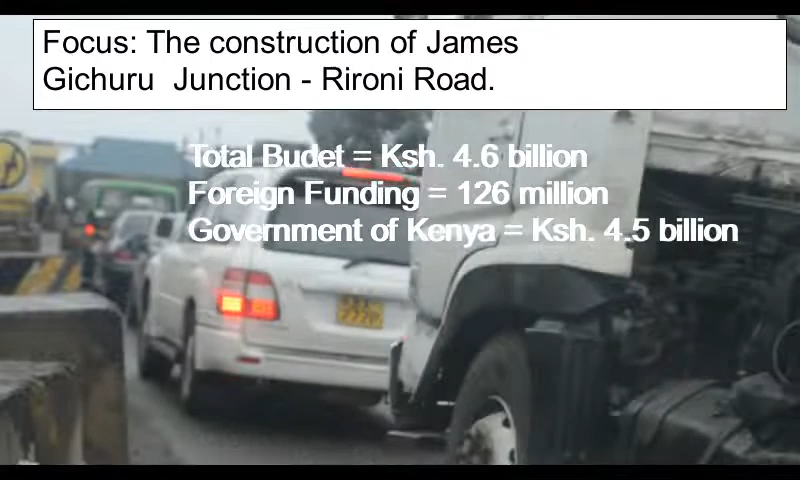 Focus: The construction of James
Gichuru  Junction - Rironi Road.
Total Budet = Ksh. 4.6 billion
Foreign Funding = 126 million
Government of Kenya = Ksh. 4.5 billion